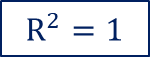 R² = 1